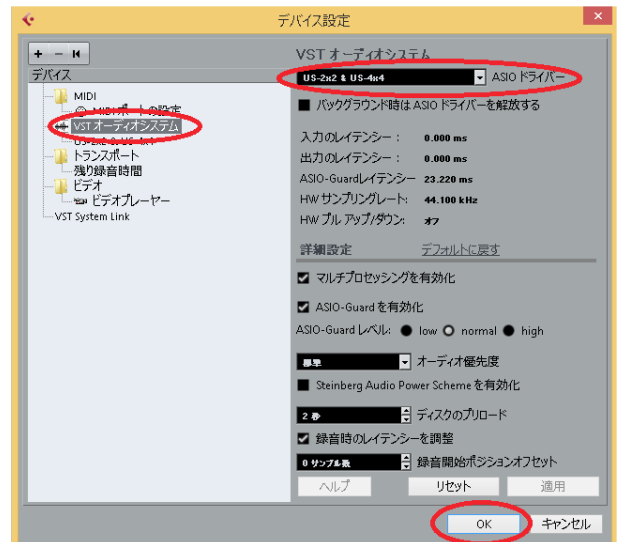 デバイス設定
+ - |◀
デバイス
MIDI
MIDIポートの設定
VST オーディオシステム
US-2x2 & US-4x4
トランスポート
残り録音時間
ビデオ
ビデオプレーヤー
VST System Link
VST オーディオシステム
US-2x2 & US-4x4 ASIO ドライバー
バックグラウンド時は ASIO ドライバーを解放する
入力のレイテンシー： 0.000 ms
出力のレイテンシー： 0.000 ms
ASIO-Guardレイテンシー 23.220 ms
HW サンプリングレート: 44.100 kHz
HW プル アップ/ダウン: オフ
詳細設定 デフォルトに戻す
マルチプロセッシングを有効化
ASIO-Guard を有効化
ASIO-Guard レベル: low normal high
標準 オーディオ優先度
Steinberg Audio Power Scheme を有効化
2 秒 ディスクのプリロード
録音時のレイテンシーを調整
0 サンプル数 録音開始ポジションオフセット
ヘルプ リセット 適用
OK キャンセル